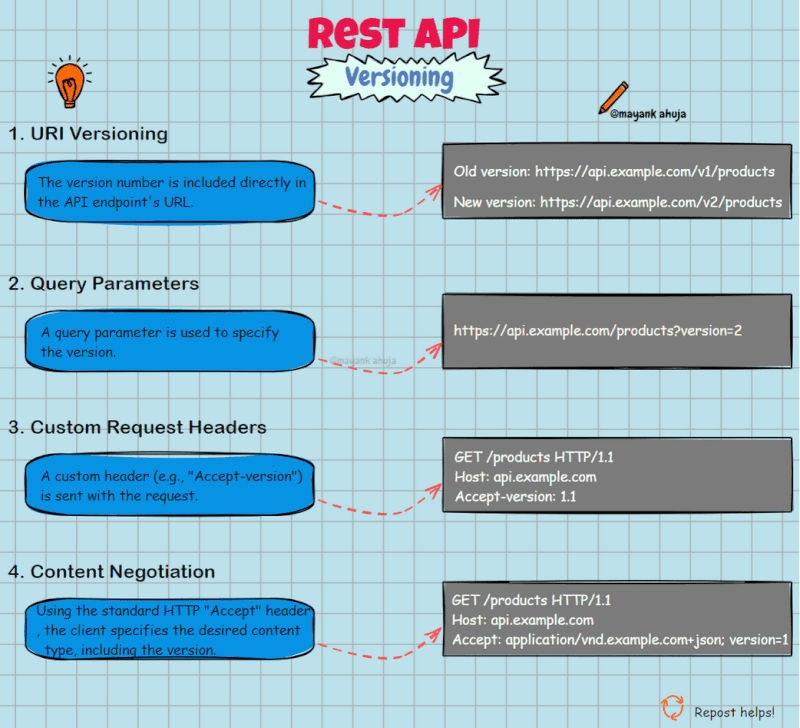 REST API
Versioning
@mayank ahuja
1. URI Versioning
The version number is included directly in
the API endpoint's URL.
Old version: https://api.example.com/v1/products
New version: https://api.example.com/v2/products
2. Query Parameters
A query parameter is used to specify
the version.
@mayank ahuja
https://api.example.com/products?version=2
3. Custom Request Headers
A custom header (e.g., "Accept-version")
is sent with the request.
GET /products HTTP/1.1
Host: api.example.com
Accept-version: 1.1
4. Content Negotiation
Using the standard HTTP "Accept" header
, the client specifies the desired content
type, including the version.
GET /products HTTP/1.1
Host: api.example.com
Accept: application/vnd.example.com+json; version=1
Repost helps!